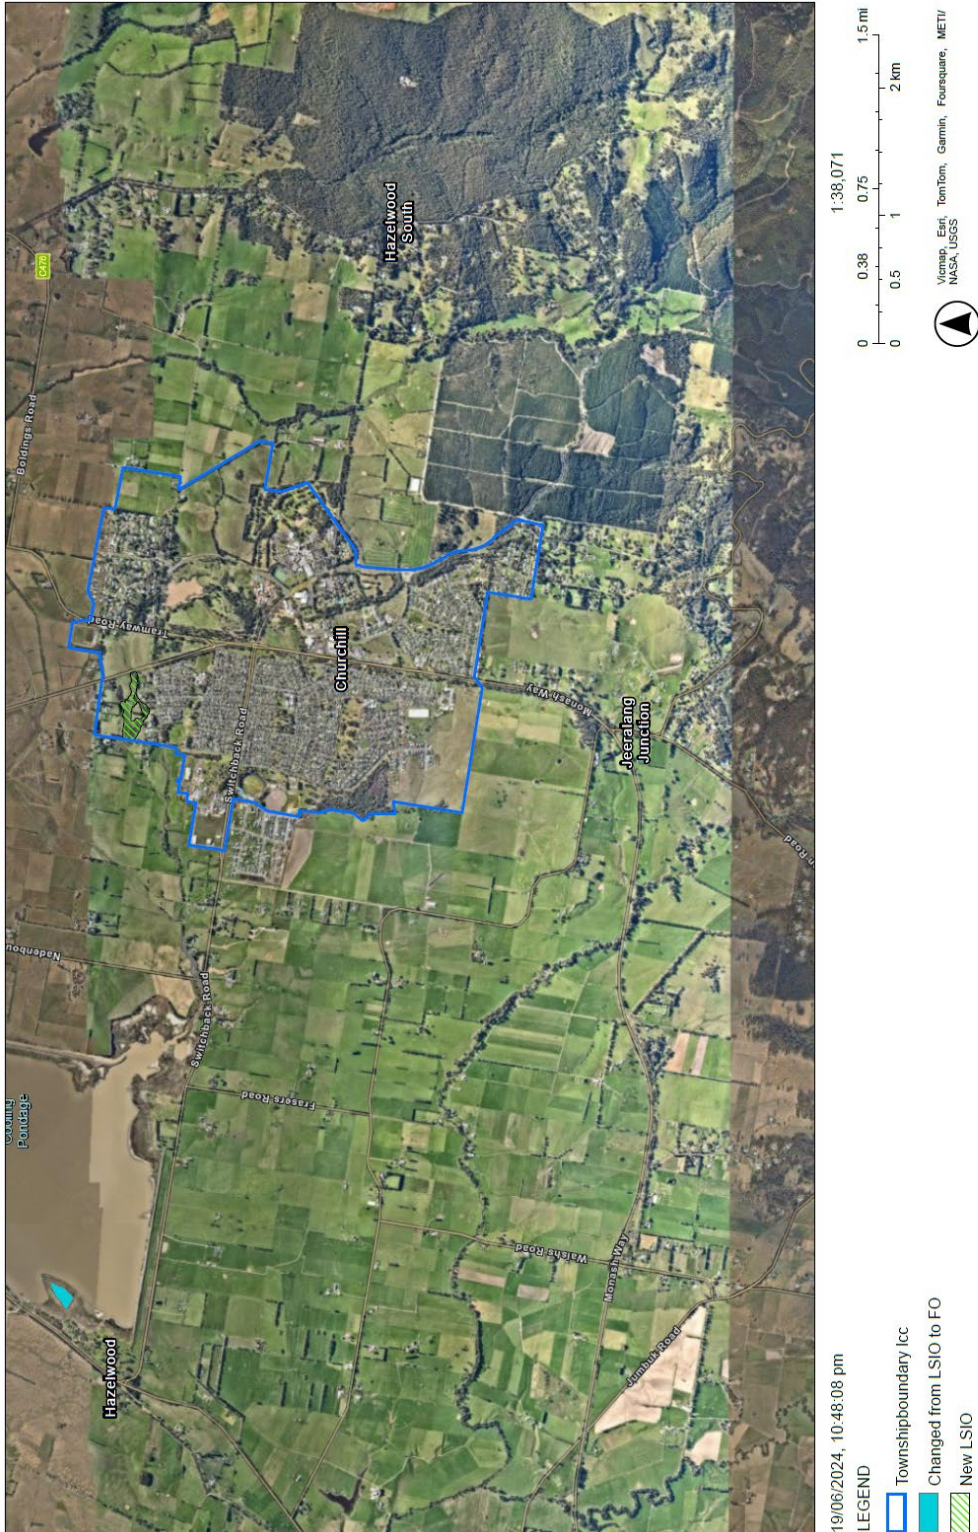 Cooling
Pondage
Hazelwood
Nadenbou
Switchback Road
Frasers Road
Walshs Road
Monash Way
Jumbuk Road
Switchback Road
Churchill
Tramway Road
Boldings Road
C476
Monash Way
Jeeralang
Junction
n Road
Hazelwood
South
19/06/2024, 10:48:08 pm
LEGEND
Townshipboundary lcc
Changed from LSIO to FO
New LSIO
1:38,071
0 0.38 0.75 1.5 mi
0 0.5 1 2 km
Vicmap, Esri, TomTom, Garmin, Foursquare, METI/
NASA, USGS